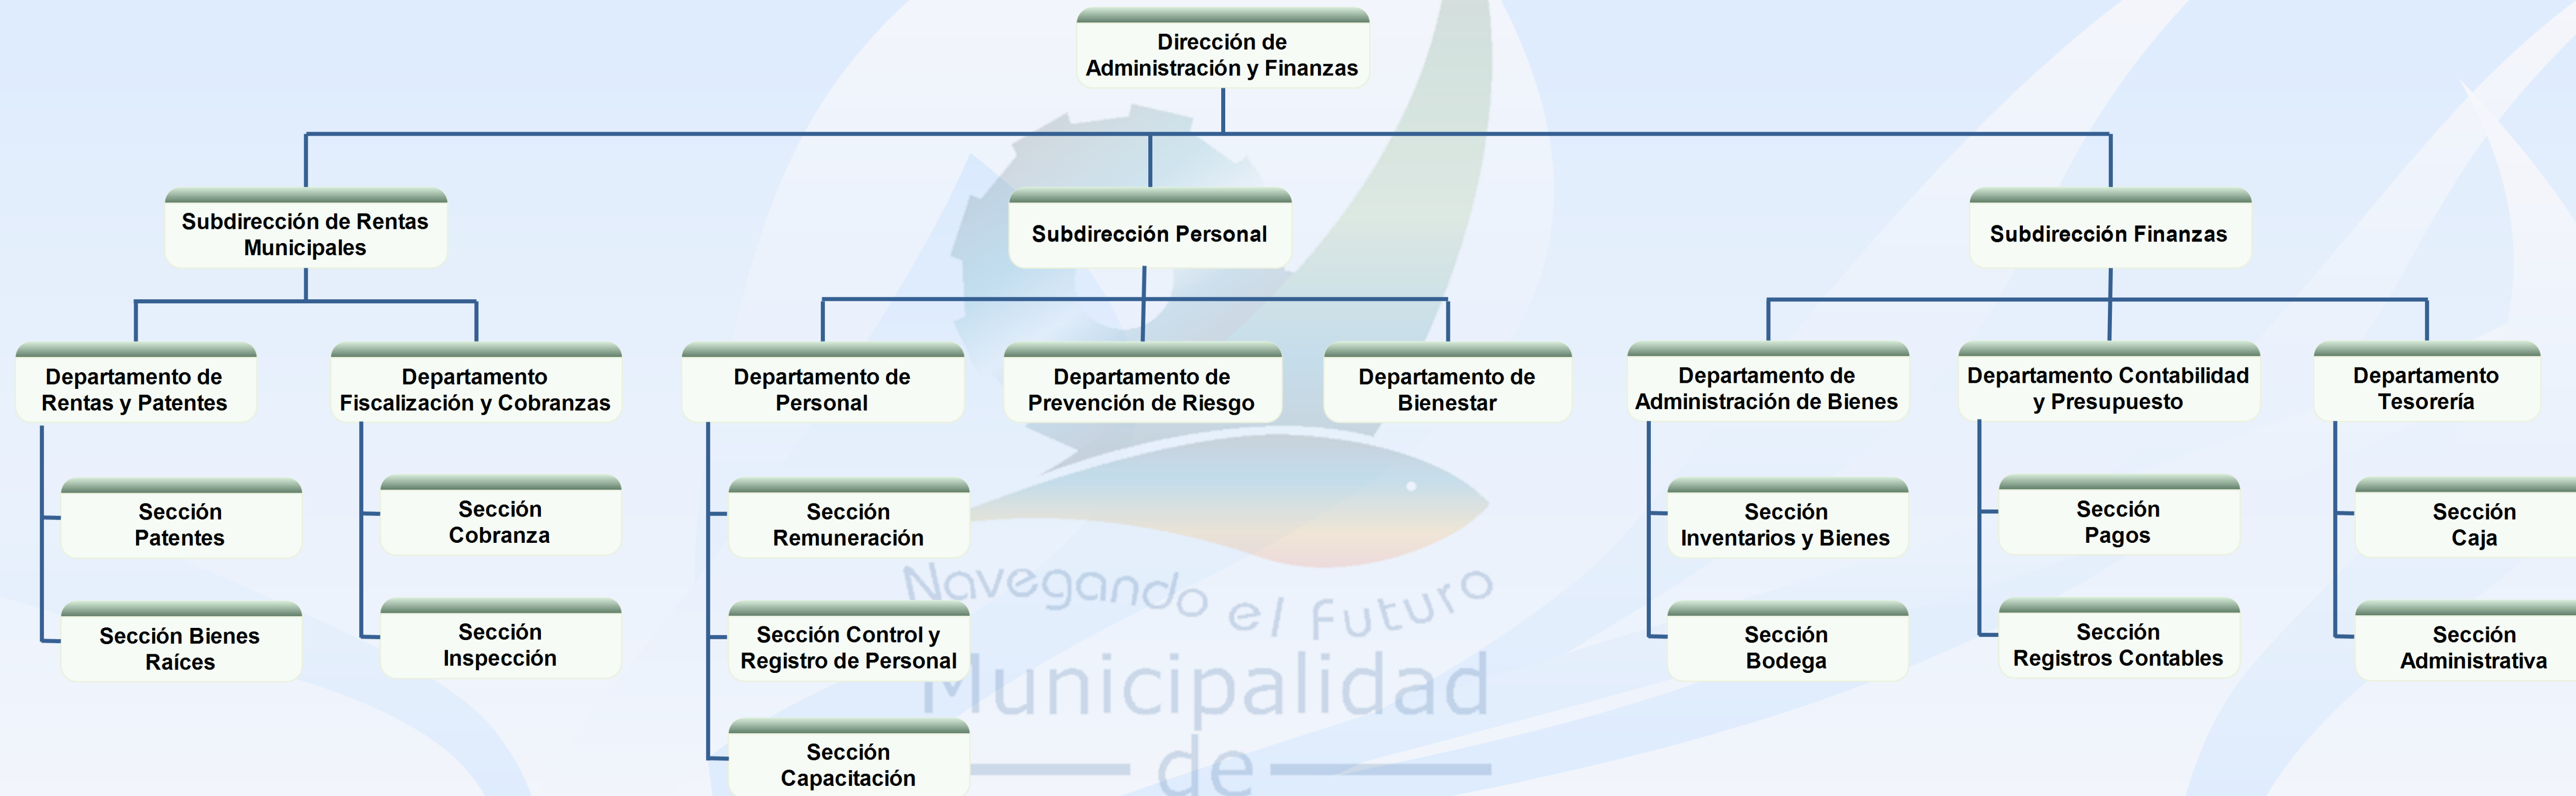 Dirección de
Administración y Finanzas
Subdirección de Rentas
Municipales
Subdirección Personal
Subdirección Finanzas
Departamento de
Rentas y Patentes
Departamento
Fiscalización y Cobranzas
Departamento de
Personal
Departamento de
Prevención de Riesgo
Departamento de
Bienestar
Departamento de
Administración de Bienes
Departamento Contabilidad
y Presupuesto
Departamento
Tesorería
Sección
Patentes
Sección
Cobranza
Sección
Remuneración
Sección
Inventarios y Bienes
Sección
Pagos
Sección
Caja
Sección Bienes
Raíces
Sección
Inspección
Sección Control y
Registro de Personal
Sección
Bodega
Sección
Registros Contables
Sección
Administrativa
Sección
Capacitación
Navegando el Futuro
Municipalidad
de